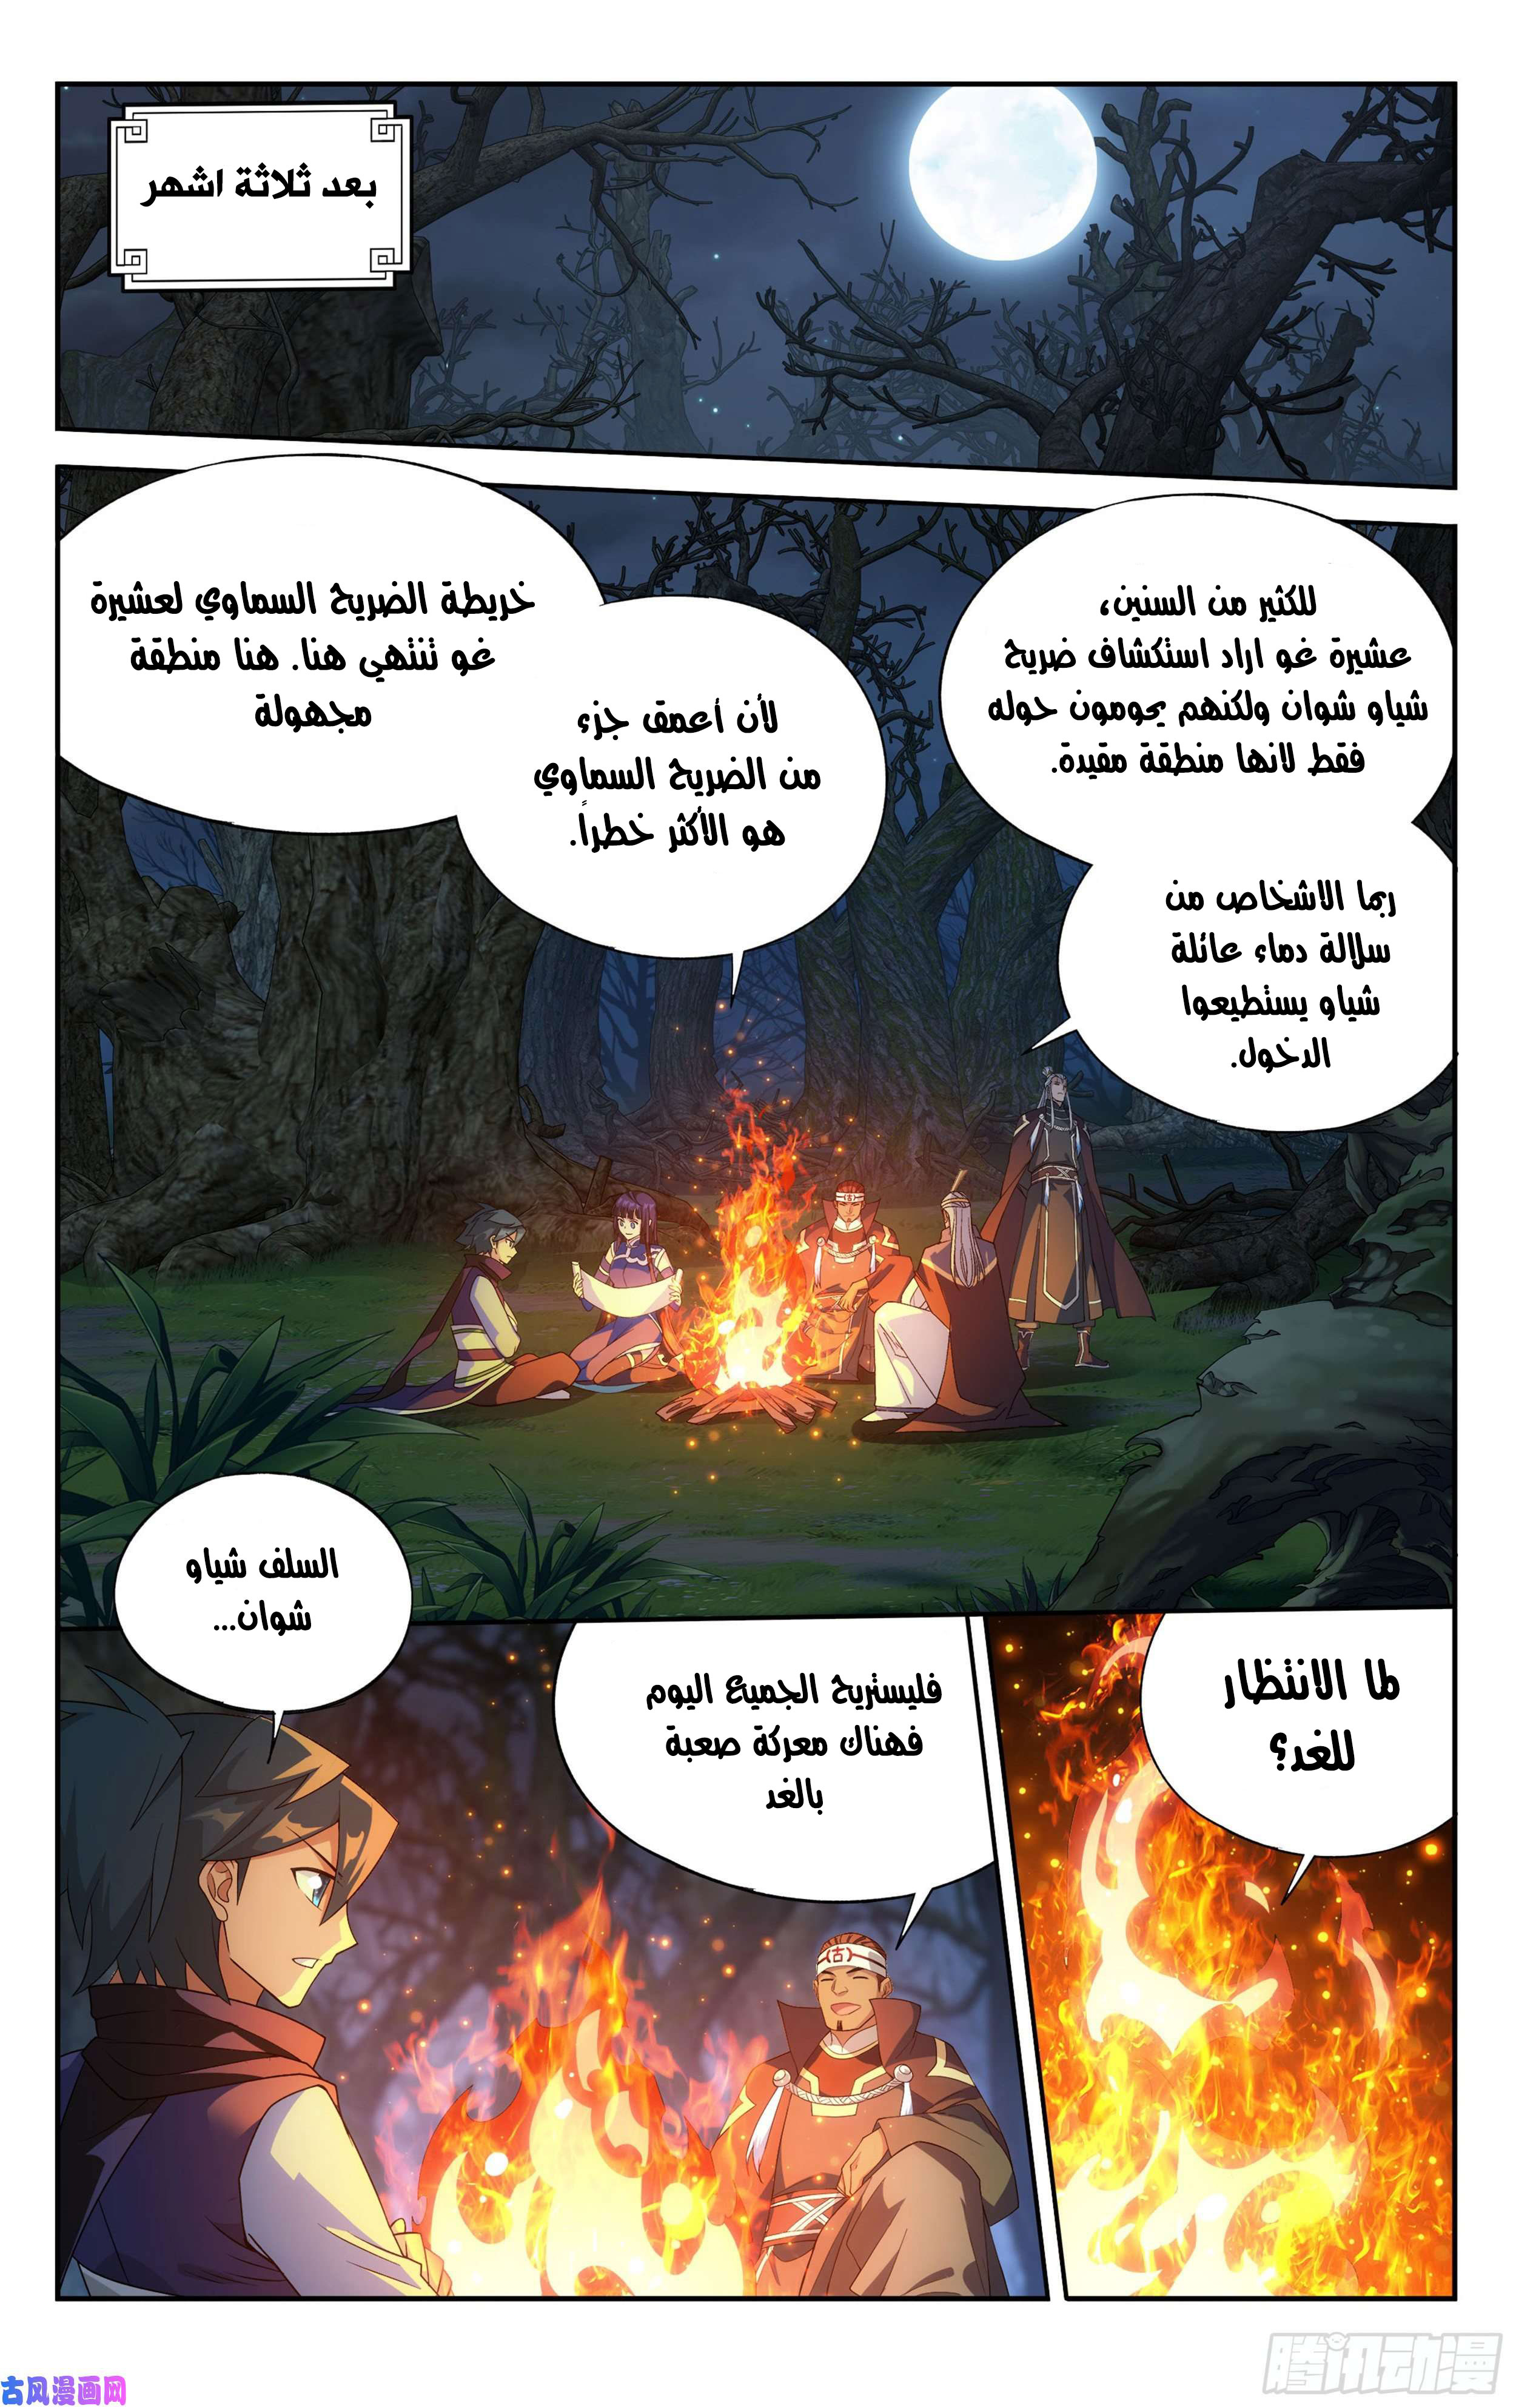 بعد ثلاثة اشهر
للكثير من السنين،
عشيرة غو اراد استكشاف ضريح
شياو شوان ولكنهم يحومون حوله
فقط لانها منطقة مقيدة.
ربما الاشخاص من
سلالة دماء عائلة
شياو يستطيعوا
الدخول.
خريطة الضريح السماوي لعشيرة
غو تنتهي هنا. هنا منطقة
مجهولة
لأن أعمق جزء
من الضريح السماوي
هو الأكثر خطراً.
لما الانتظار
للغد؟
فليستريح الجميع اليوم
فهناك معركة صعبة
بالغد
السلف شياو
شوان...
古
腾讯动漫
古风漫画网